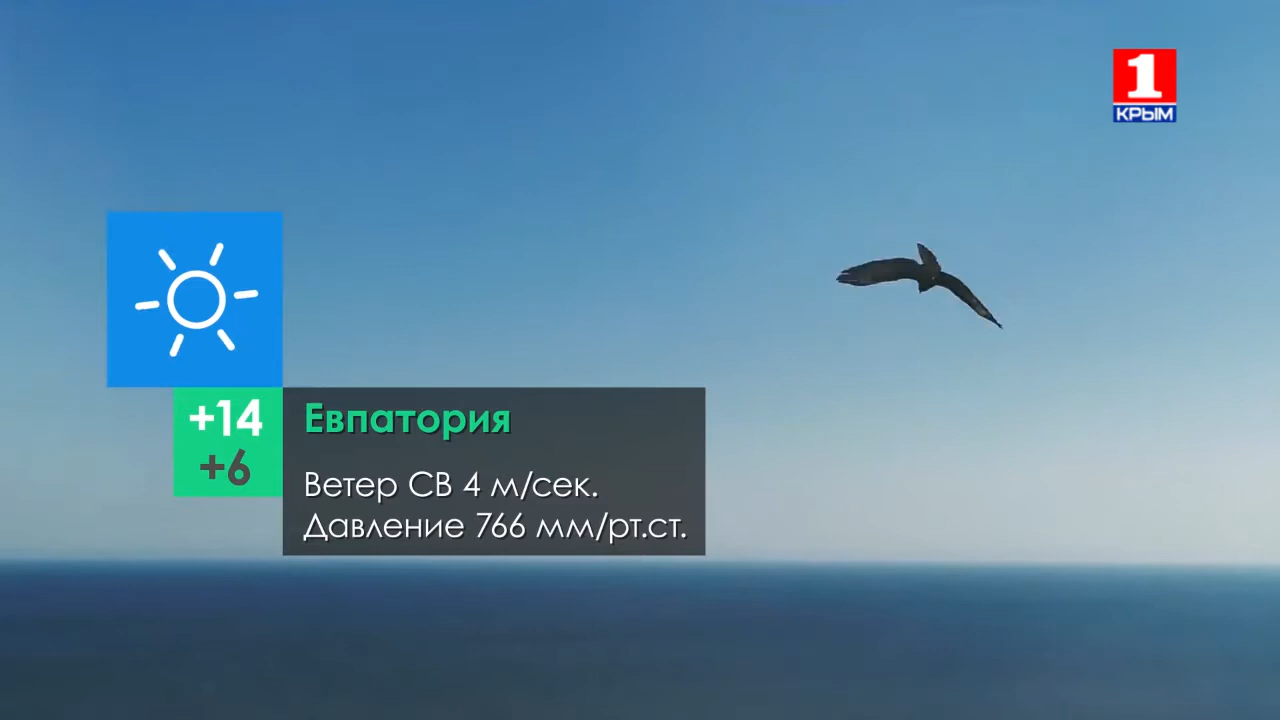 1
КРЫМ
+14
+6
Евпатория
Ветер СВ 4 м/сек.
Давление 766 мм/рт.ст.